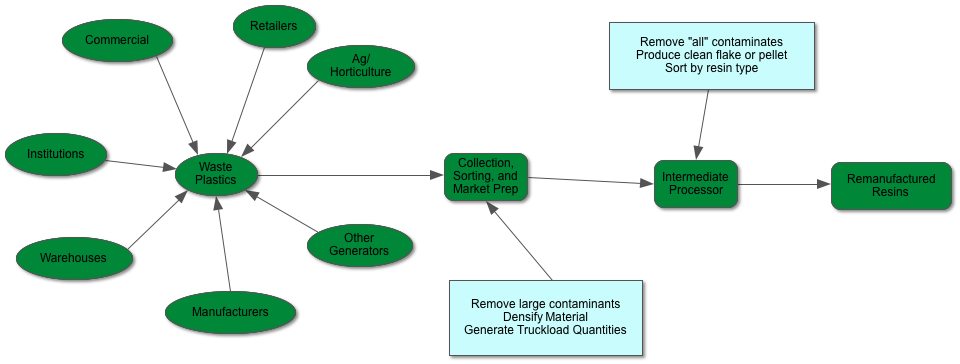 Retailers
Commercial
Ag/
Horticulture
Institutions
Waste
Plastics
Warehouses
Manufacturers
Other
Generators
Collection,
Sorting, and
Market Prep
Remove large contaminants
Densify Material
Generate Truckload Quantities
Remove "all" contaminates
Produce clean flake or pellet
Sort by resin type
Intermediate
Processor
Remanufactured
Resins